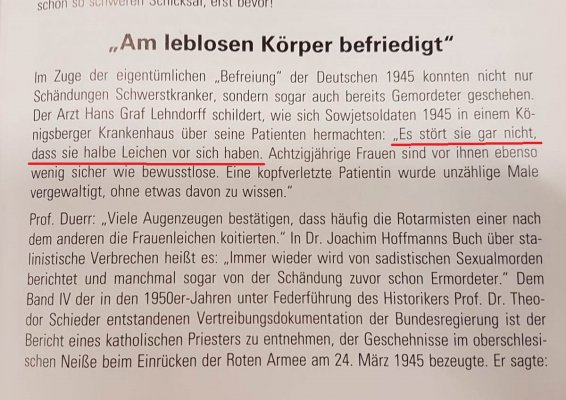 schon so schweren Schicksal, erst bevor!
„Am leblosen Körper befriedigt“
Im Zuge der eigentümlichen „Befreiung“ der Deutschen 1945 konnten nicht nur
Schändungen Schwerstkranker, sondern sogar auch bereits Gemordeter geschehen.
Der Arzt Hans Graf Lehndorff schildert, wie sich Sowjetsoldaten 1945 in einem Kö-
nigsberger Krankenhaus über seine Patienten hermachten: „Es stört sie gar nicht,
dass sie halbe Leichen vor sich haben. Achtzigjährige Frauen sind vor ihnen ebenso
wenig sicher wie bewusstlose. Eine kopfverletzte Patientin wurde unzählige Male
vergewaltigt, ohne etwas davon zu wissen.“
Prof. Duerr: „Viele Augenzeugen bestätigen, dass häufig die Rotarmisten einer nach
dem anderen die Frauenleichen koitierten.“ In Dr. Joachim Hoffmanns Buch über sta-
linistische Verbrechen heißt es: „Immer wieder wird von sadistischen Sexualmorden
berichtet und manchmal sogar von der Schändung zuvor schon Ermordeter.“ Dem
Band IV der in den 1950er-Jahren unter Federführung des Historikers Prof. Dr. Theo-
dor Schieder entstandenen Vertreibungsdokumentation der Bundesregierung ist der
Bericht eines katholischen Priesters zu entnehmen, der Geschehnisse im oberschlesi-
schen Neiße beim Einrücken der Roten Armee am 24. März 1945 bezeugte. Er sagte: